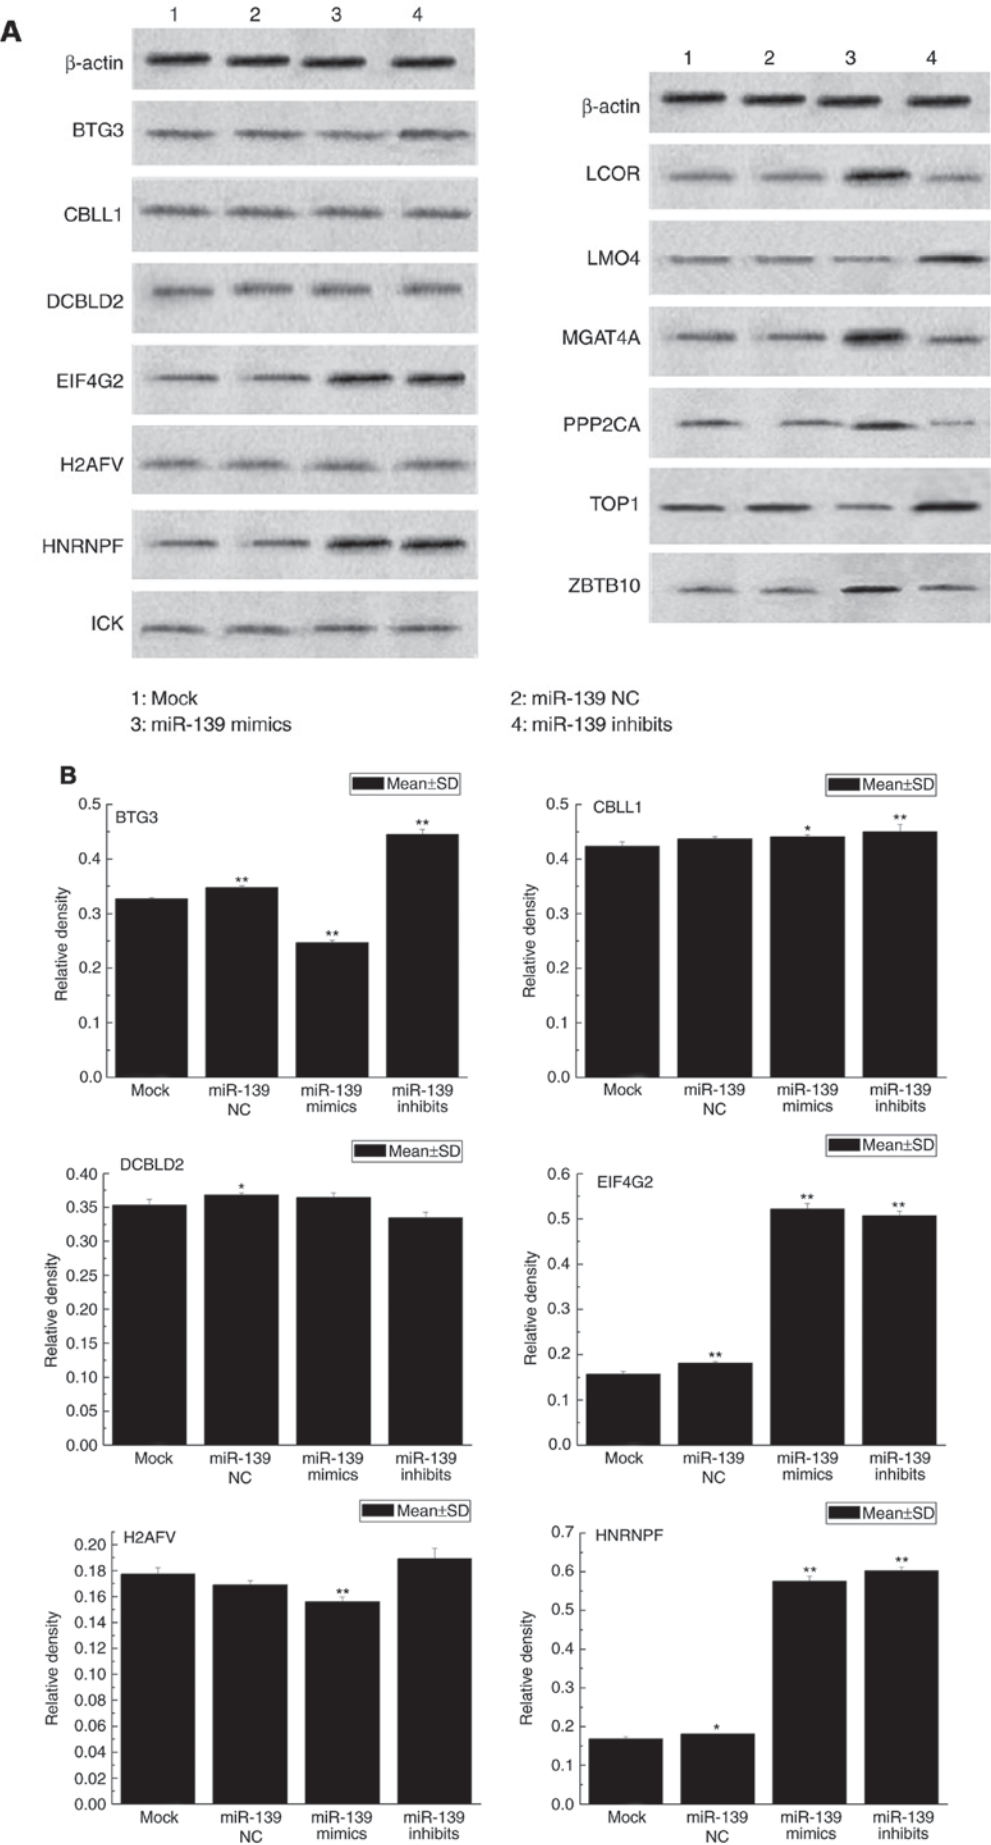 A
1 2 3 4
β-actin
BTG3
CBLL1
DCBLD2
EIF4G2
H2AFV
HNRNPF
ICK
1 2 3 4
β-actin
LCOR
LMO4
MGAT4A
PPP2CA
TOP1
ZBTB10
1: Mock
2: miR-139 NC
3: miR-139 mimics
4: miR-139 inhibits
B
Mean±SD
BTG3
Relative density
0.5
0.4
0.3
0.2
0.1
0.0
**
**
**
Mock
miR-139 NC
miR-139 mimics
miR-139 inhibits
Mean±SD
CBLL1
Relative density
0.5
0.4
0.3
0.2
0.1
0.0
*
**
Mock
miR-139 NC
miR-139 mimics
miR-139 inhibits
Mean±SD
DCBLD2
Relative density
0.40
0.35
0.30
0.25
0.20
0.15
0.10
0.05
0.00
*
Mock
miR-139 NC
miR-139 mimics
miR-139 inhibits
Mean±SD
EIF4G2
Relative density
0.6
0.5
0.4
0.3
0.2
0.1
0.0
**
**
**
Mock
miR-139 NC
miR-139 mimics
miR-139 inhibits
Mean±SD
H2AFV
Relative density
0.20
0.18
0.16
0.14
0.12
0.10
0.08
0.06
0.04
0.02
0.00
**
Mock
miR-139 NC
miR-139 mimics
miR-139 inhibits
Mean±SD
HNRNPF
Relative density
0.7
0.6
0.5
0.4
0.3
0.2
0.1
0.0
*
**
**
Mock
miR-139 NC
miR-139 mimics
miR-139 inhibits